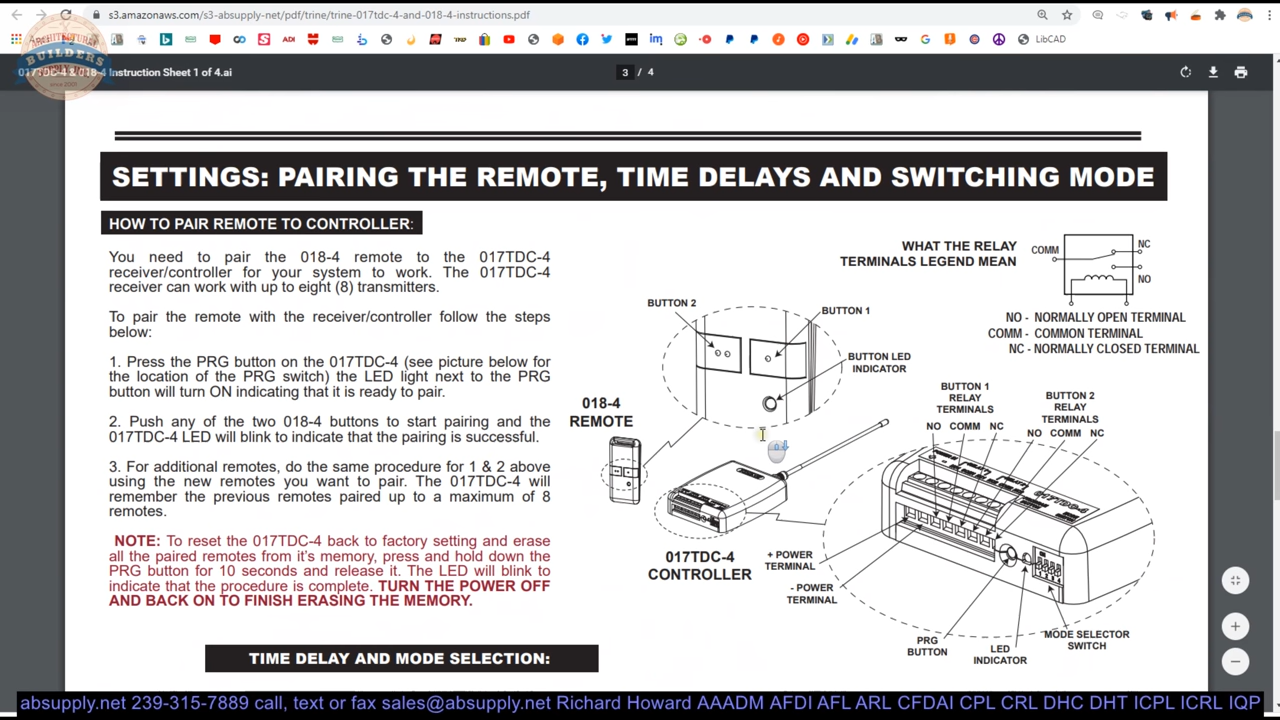 s3.amazonaws.com/s3-absupply-net/pdf/trine/trine-017tdc-4-and-018-4-instructions.pdf
LibCAD
ARCHITECTURAL
BUILDERS
SUPPLY
since 2005
017TDC-4 & 018-4 Instruction Sheet 1 of 4.ai
3 / 4
SETTINGS: PAIRING THE REMOTE, TIME DELAYS AND SWITCHING MODE
HOW TO PAIR REMOTE TO CONTROLLER:
You need to pair the 018-4 remote to the 017TDC-4
receiver/controller for your system to work. The 017TDC-4
receiver can work with up to eight (8) transmitters.
To pair the remote with the receiver/controller follow the steps
below:
1. Press the PRG button on the 017TDC-4 (see picture below for
the location of the PRG switch) the LED light next to the PRG
button will turn ON indicating that it is ready to pair.
2. Push any of the two 018-4 buttons to start pairing and the
017TDC-4 LED will blink to indicate that the pairing is successful.
3. For additional remotes, do the same procedure for 1 & 2 above
using the new remotes you want to pair. The 017TDC-4 will
remember the previous remotes paired up to a maximum of 8
remotes.
NOTE: To reset the 017TDC-4 back to factory setting and erase
all the paired remotes from it's memory, press and hold down the
PRG button for 10 seconds and release it. The LED will blink to
indicate that the procedure is complete. TURN THE POWER OFF
AND BACK ON TO FINISH ERASING THE MEMORY.
TIME DELAY AND MODE SELECTION:
WHAT THE RELAY
TERMINALS LEGEND MEAN
COMM
NC
NO
NO - NORMALLY OPEN TERMINAL
COMM - COMMON TERMINAL
NC - NORMALLY CLOSED TERMINAL
BUTTON 2
BUTTON 1
BUTTON LED
INDICATOR
018-4
REMOTE
BUTTON 1
RELAY
TERMINALS
NO COMM NC
BUTTON 2
RELAY
TERMINALS
NO COMM NC
017TDC-4
017TDC-4
CONTROLLER
+ POWER
TERMINAL
- POWER
TERMINAL
PRG
BUTTON
LED
INDICATOR
MODE SELECTOR
SWITCH
absupply.net 239-315-7889 call, text or fax sales@absupply.net Richard Howard AAADM AFDI AFL ARL CFDAI CPL CRL DHC DHT ICPL ICRL IQP